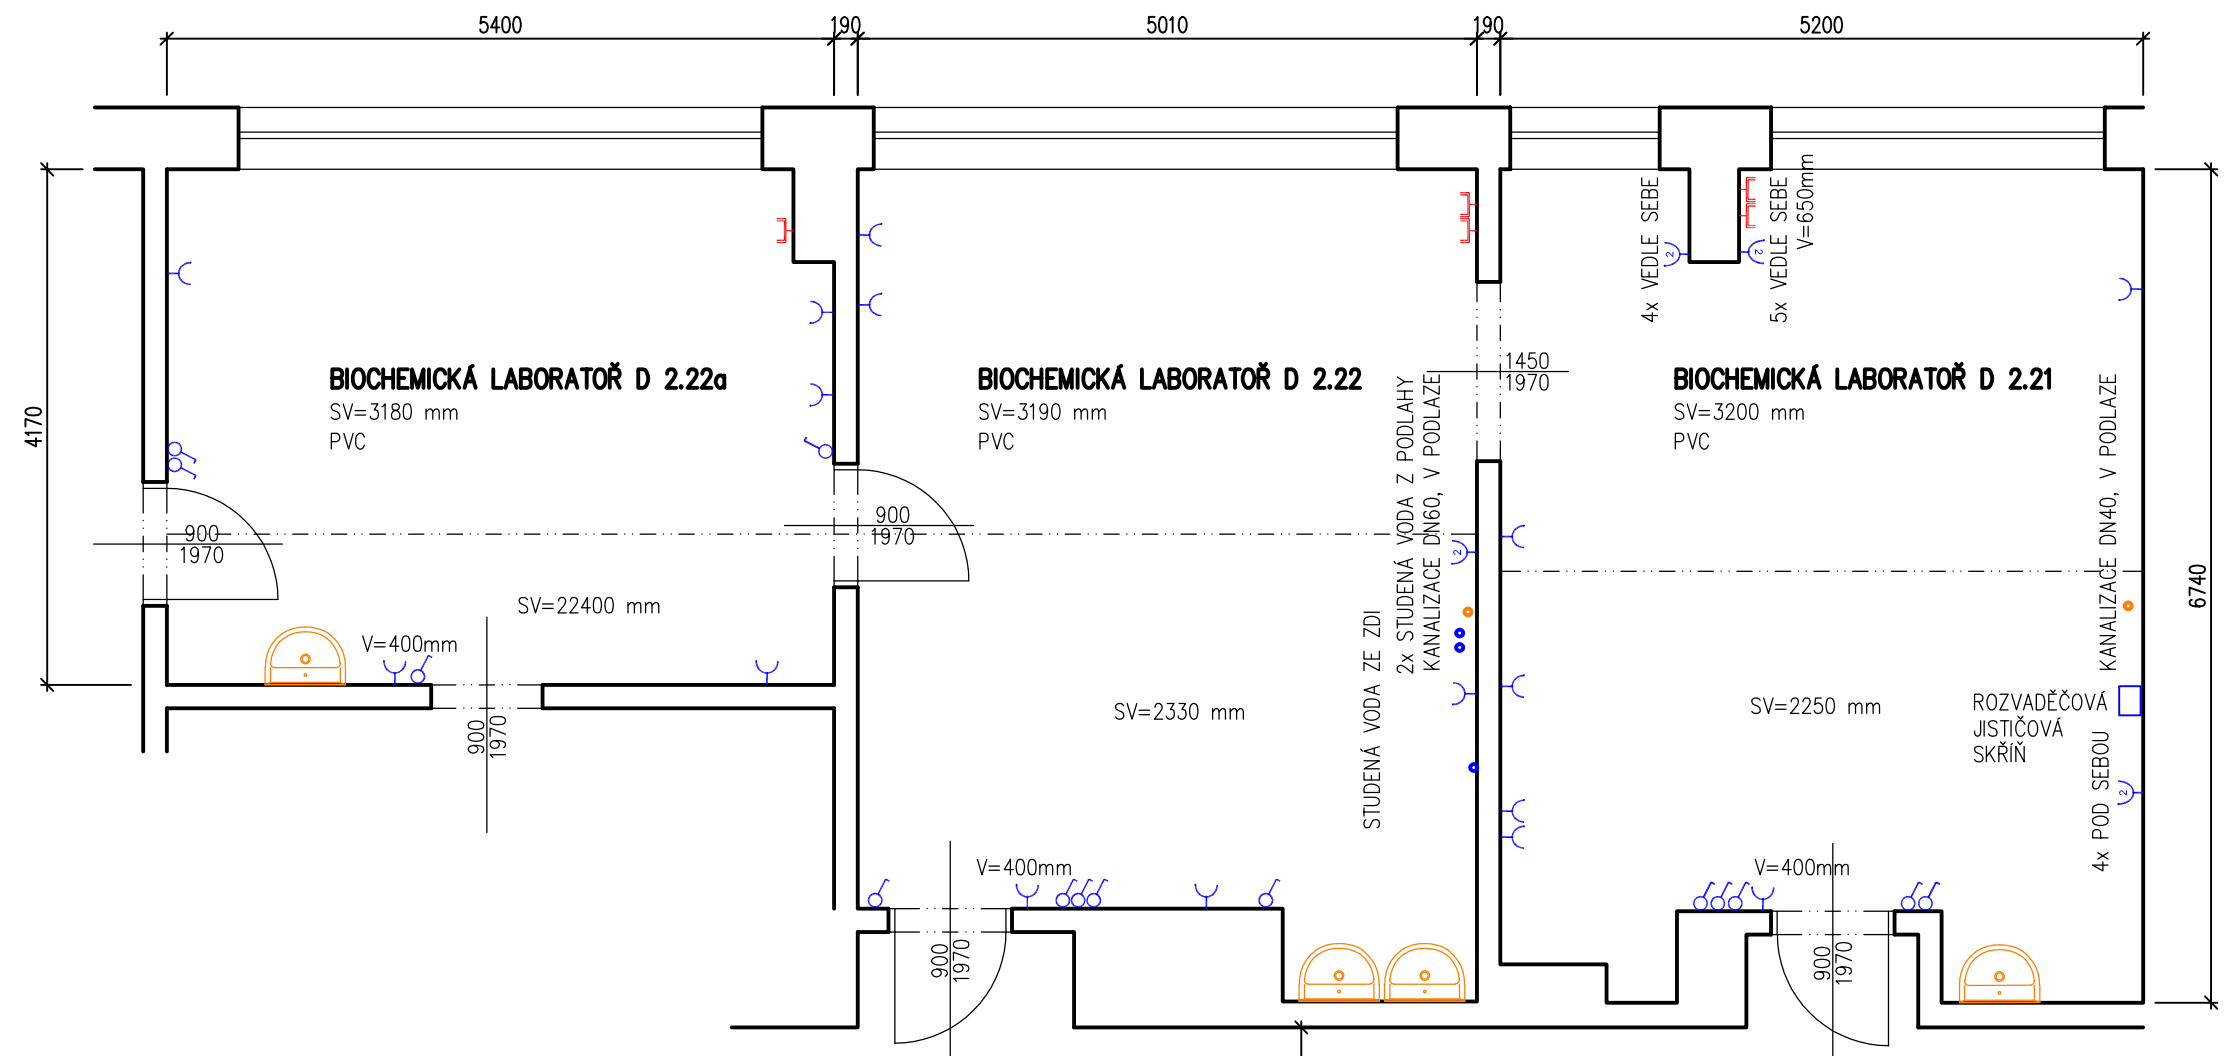 5400
190
5010
190
5200
4170
6740
4x VEDLE SEBE
5x VEDLE SEBE
V=650mm
BIOCHEMICKÁ LABORATOŘ D 2.22a
SV=3180 mm
PVC
BIOCHEMICKÁ LABORATOŘ D 2.22
SV=3190 mm
PVC
BIOCHEMICKÁ LABORATOŘ D 2.21
SV=3200 mm
PVC
1450
1970
2
2
900
1970
900
1970
2
SV=22400 mm
V=400mm
900
1970
SV=2330 mm
STUDENÁ VODA ZE ZDI
2x STUDENÁ VODA Z PODLAHY
KANALIZACE DN60, V PODLAZE
SV=2250 mm
KANALIZACE DN40, V PODLAZE
ROZVADĚČOVÁ
JISTIČOVÁ
SKŘÍŇ
4x POD SEBOU
2
V=400mm
900
1970
V=400mm
900
1970